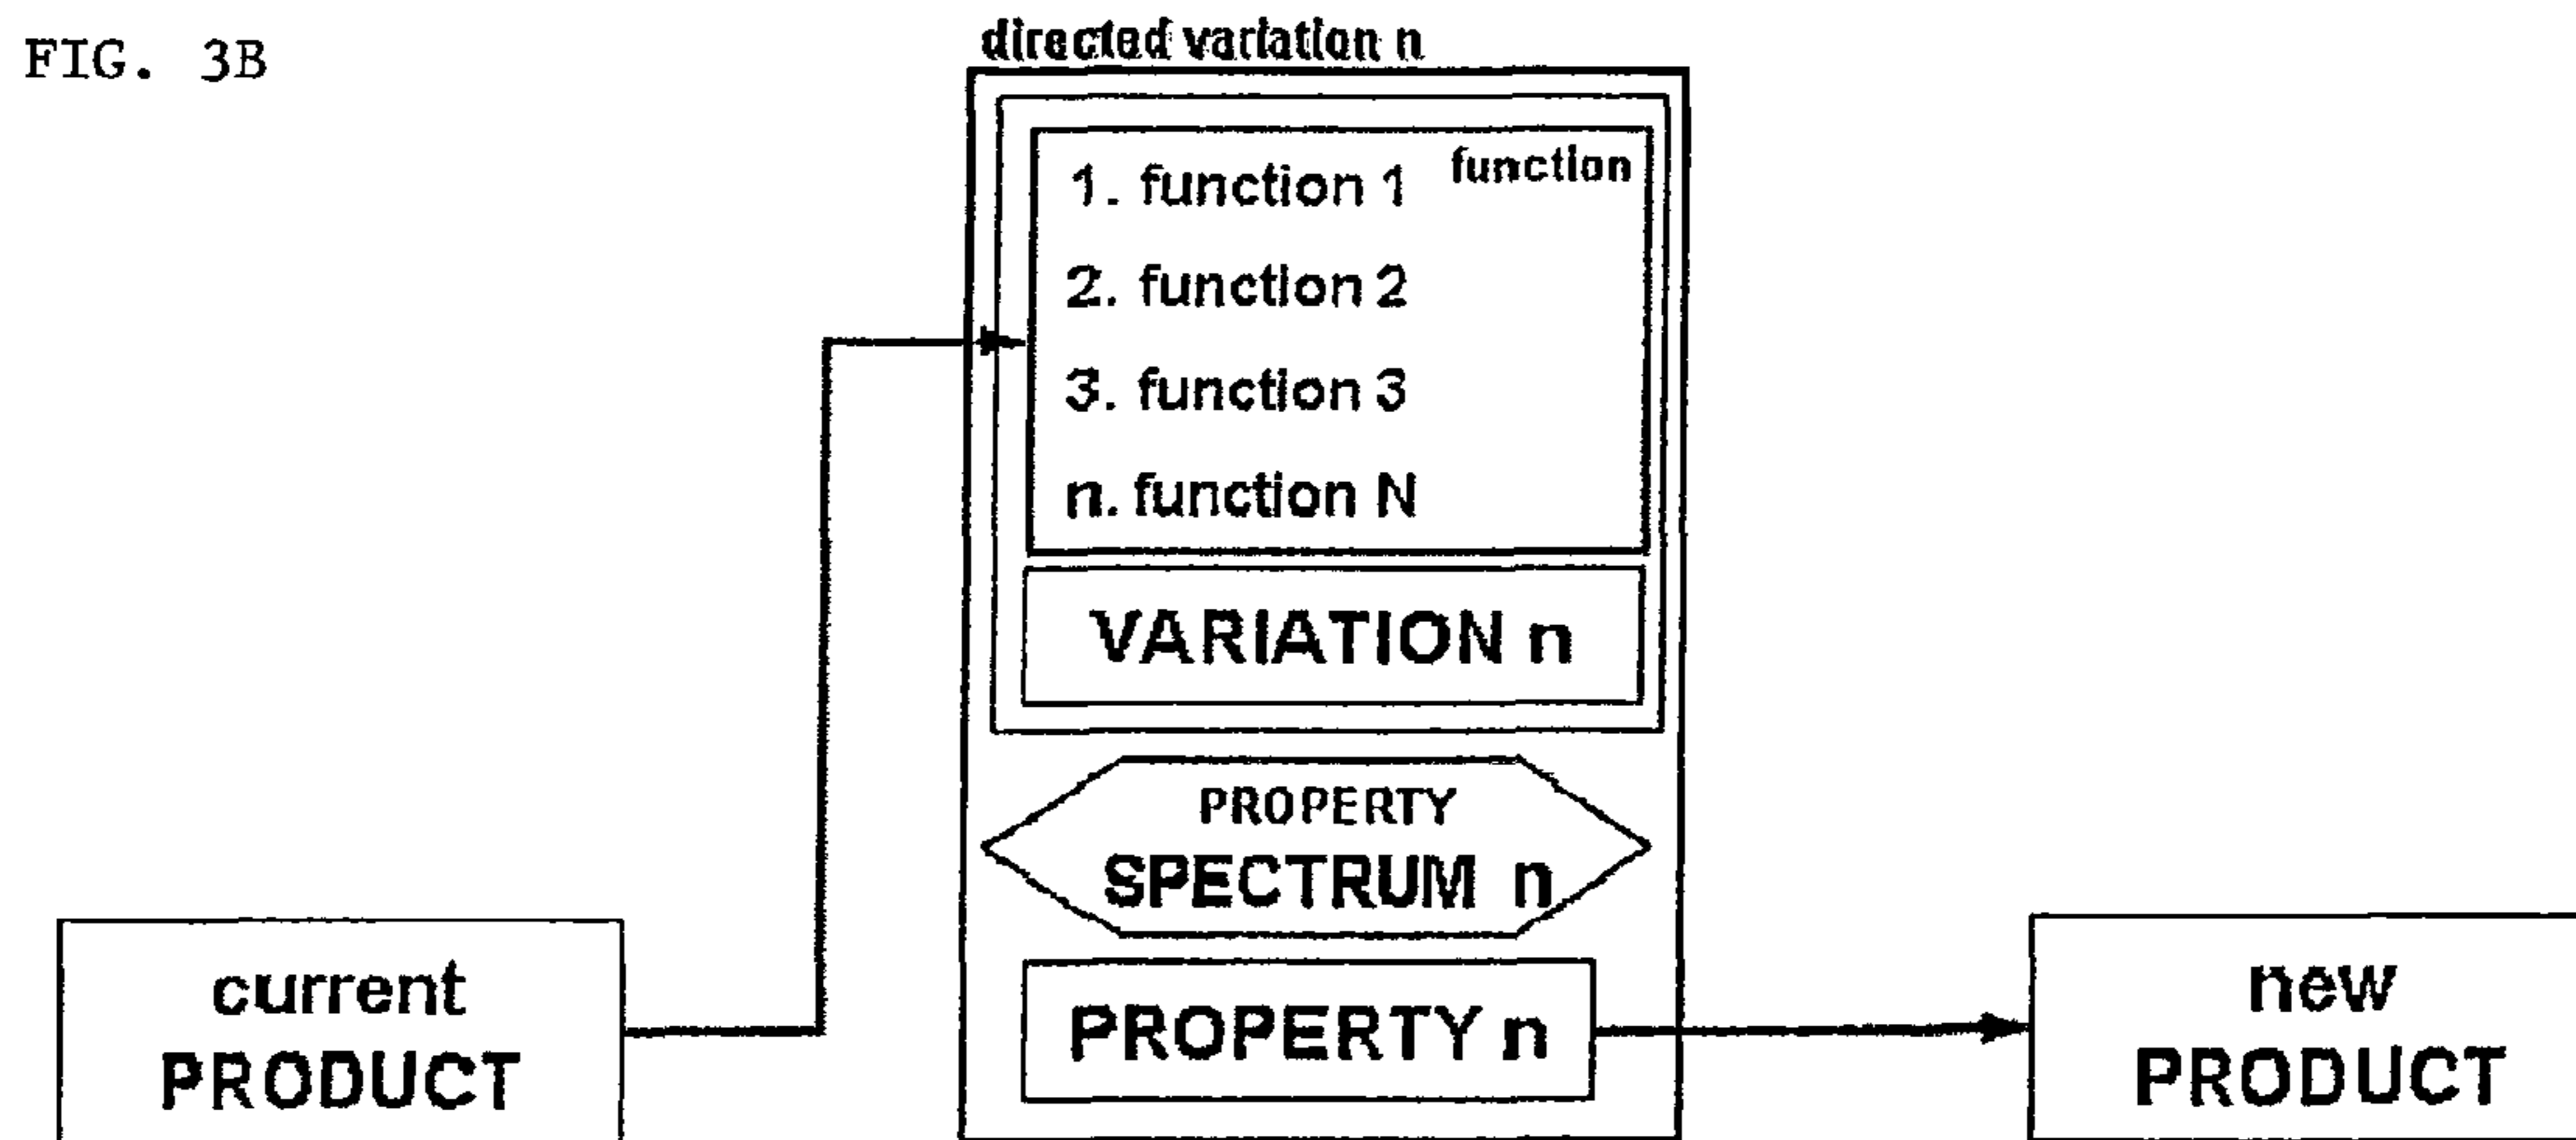 FIG. 3B
directed variation n
function
1. function 1
2. function 2
3. function 3
n. function N
VARIATION n
PROPERTY
SPECTRUM n
PROPERTY n
current
PRODUCT
new
PRODUCT